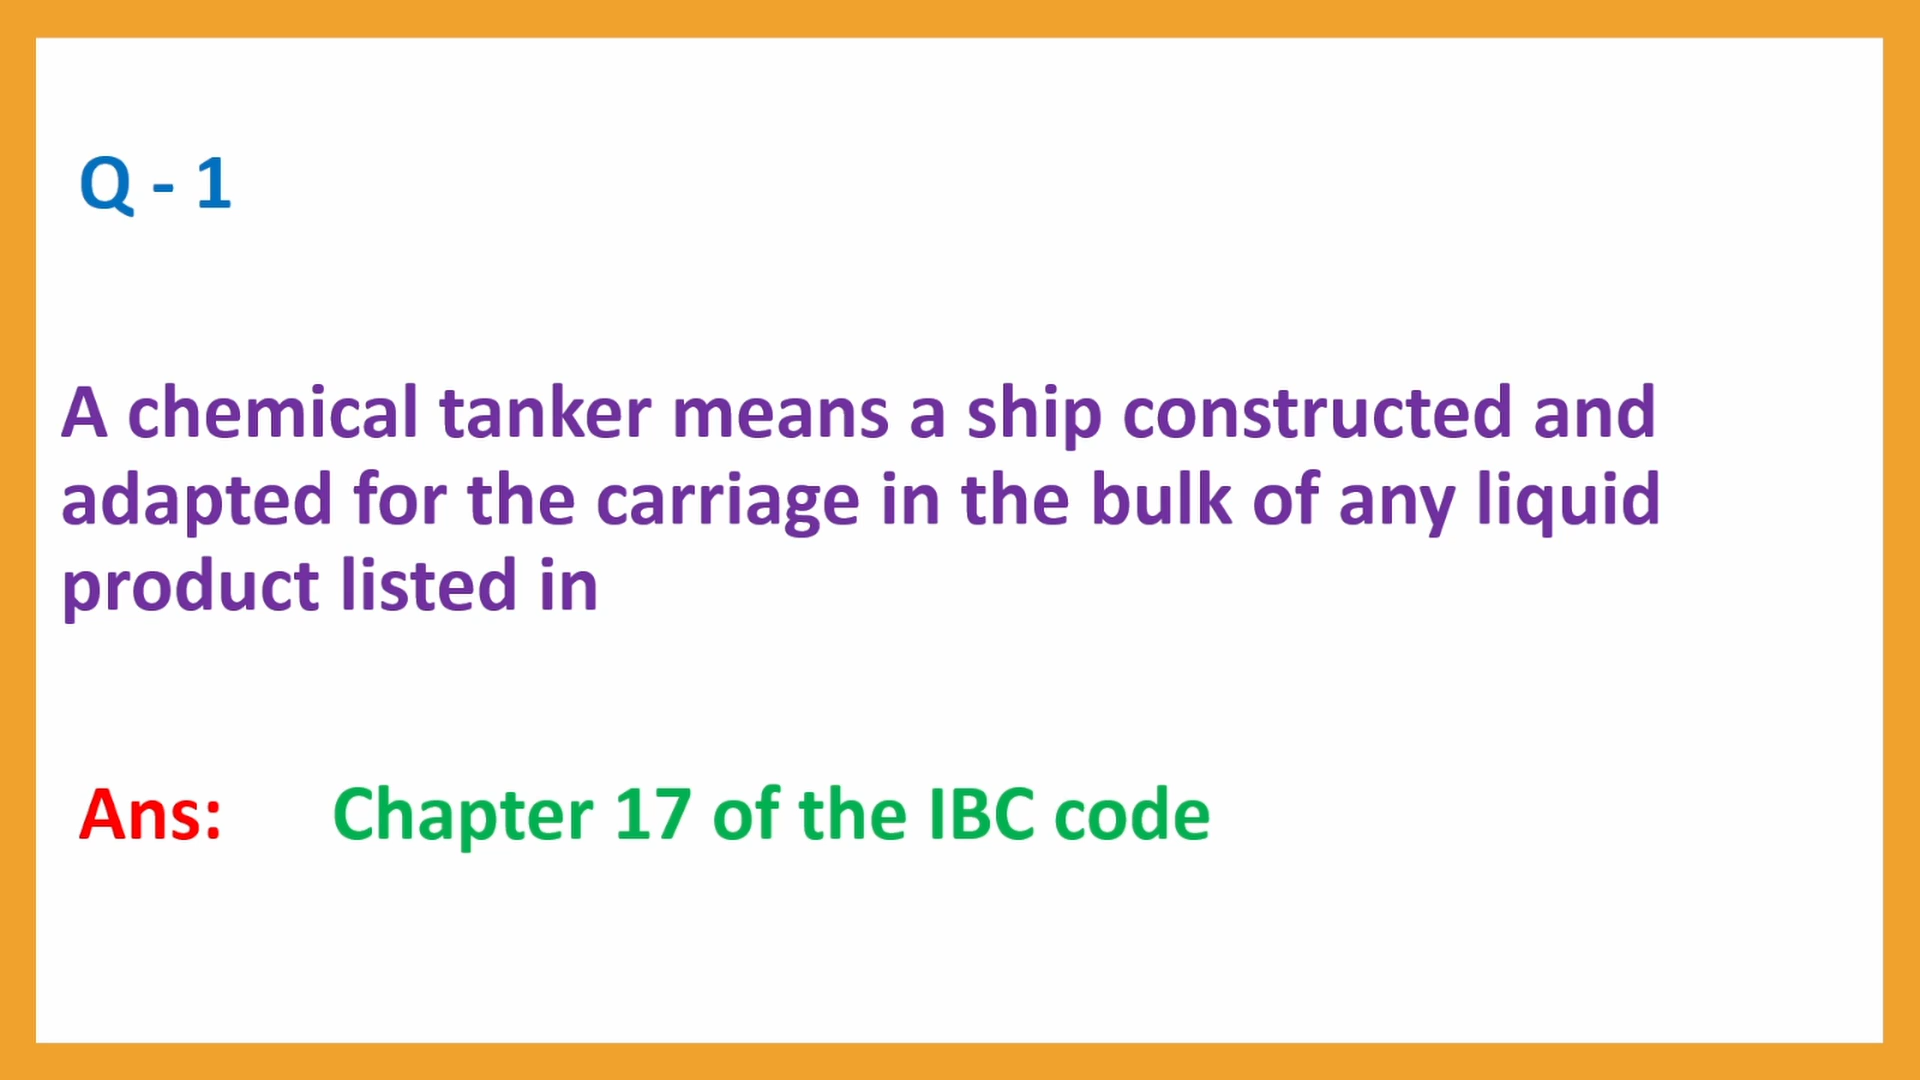 Q - 1
A chemical tanker means a ship constructed and
adapted for the carriage in the bulk of any liquid
product listed in
Ans: Chapter 17 of the IBC code